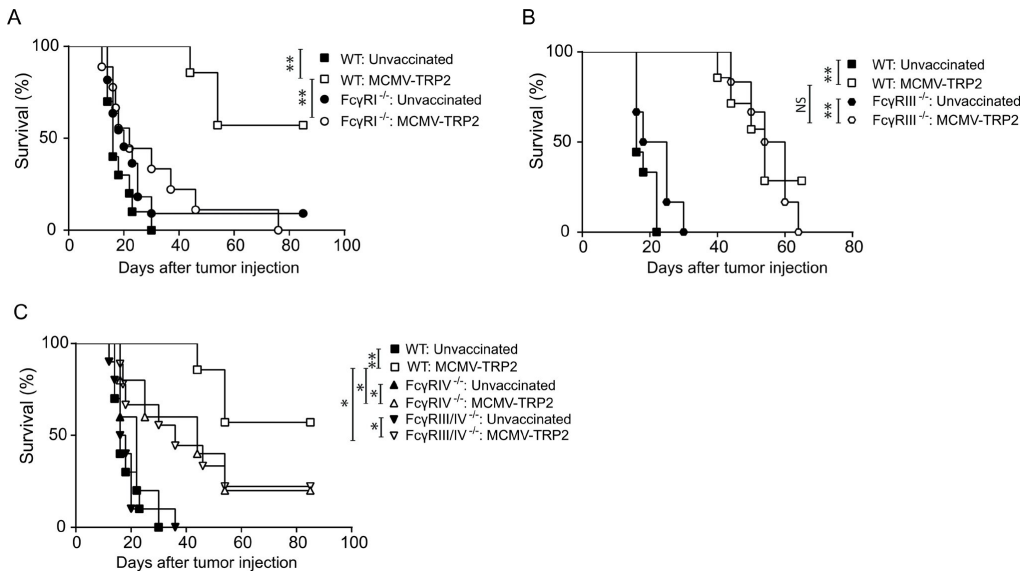 A
Survival (%)
100
50
0
0 20 40 60 80 100
Days after tumor injection
**
**
WT: Unvaccinated
WT: MCMV-TRP2
FcγRI⁻/⁻: Unvaccinated
FcγRI⁻/⁻: MCMV-TRP2
B
Survival (%)
100
50
0
0 20 40 60 80
Days after tumor injection
NS
**
**
WT: Unvaccinated
WT: MCMV-TRP2
FcγRIII⁻/⁻: Unvaccinated
FcγRIII⁻/⁻: MCMV-TRP2
C
Survival (%)
100
50
0
0 20 40 60 80 100
Days after tumor injection
*
*
**
*
*
WT: Unvaccinated
WT: MCMV-TRP2
FcγRIV⁻/⁻: Unvaccinated
FcγRIV⁻/⁻: MCMV-TRP2
FcγRIII/IV⁻/⁻: Unvaccinated
FcγRIII/IV⁻/⁻: MCMV-TRP2